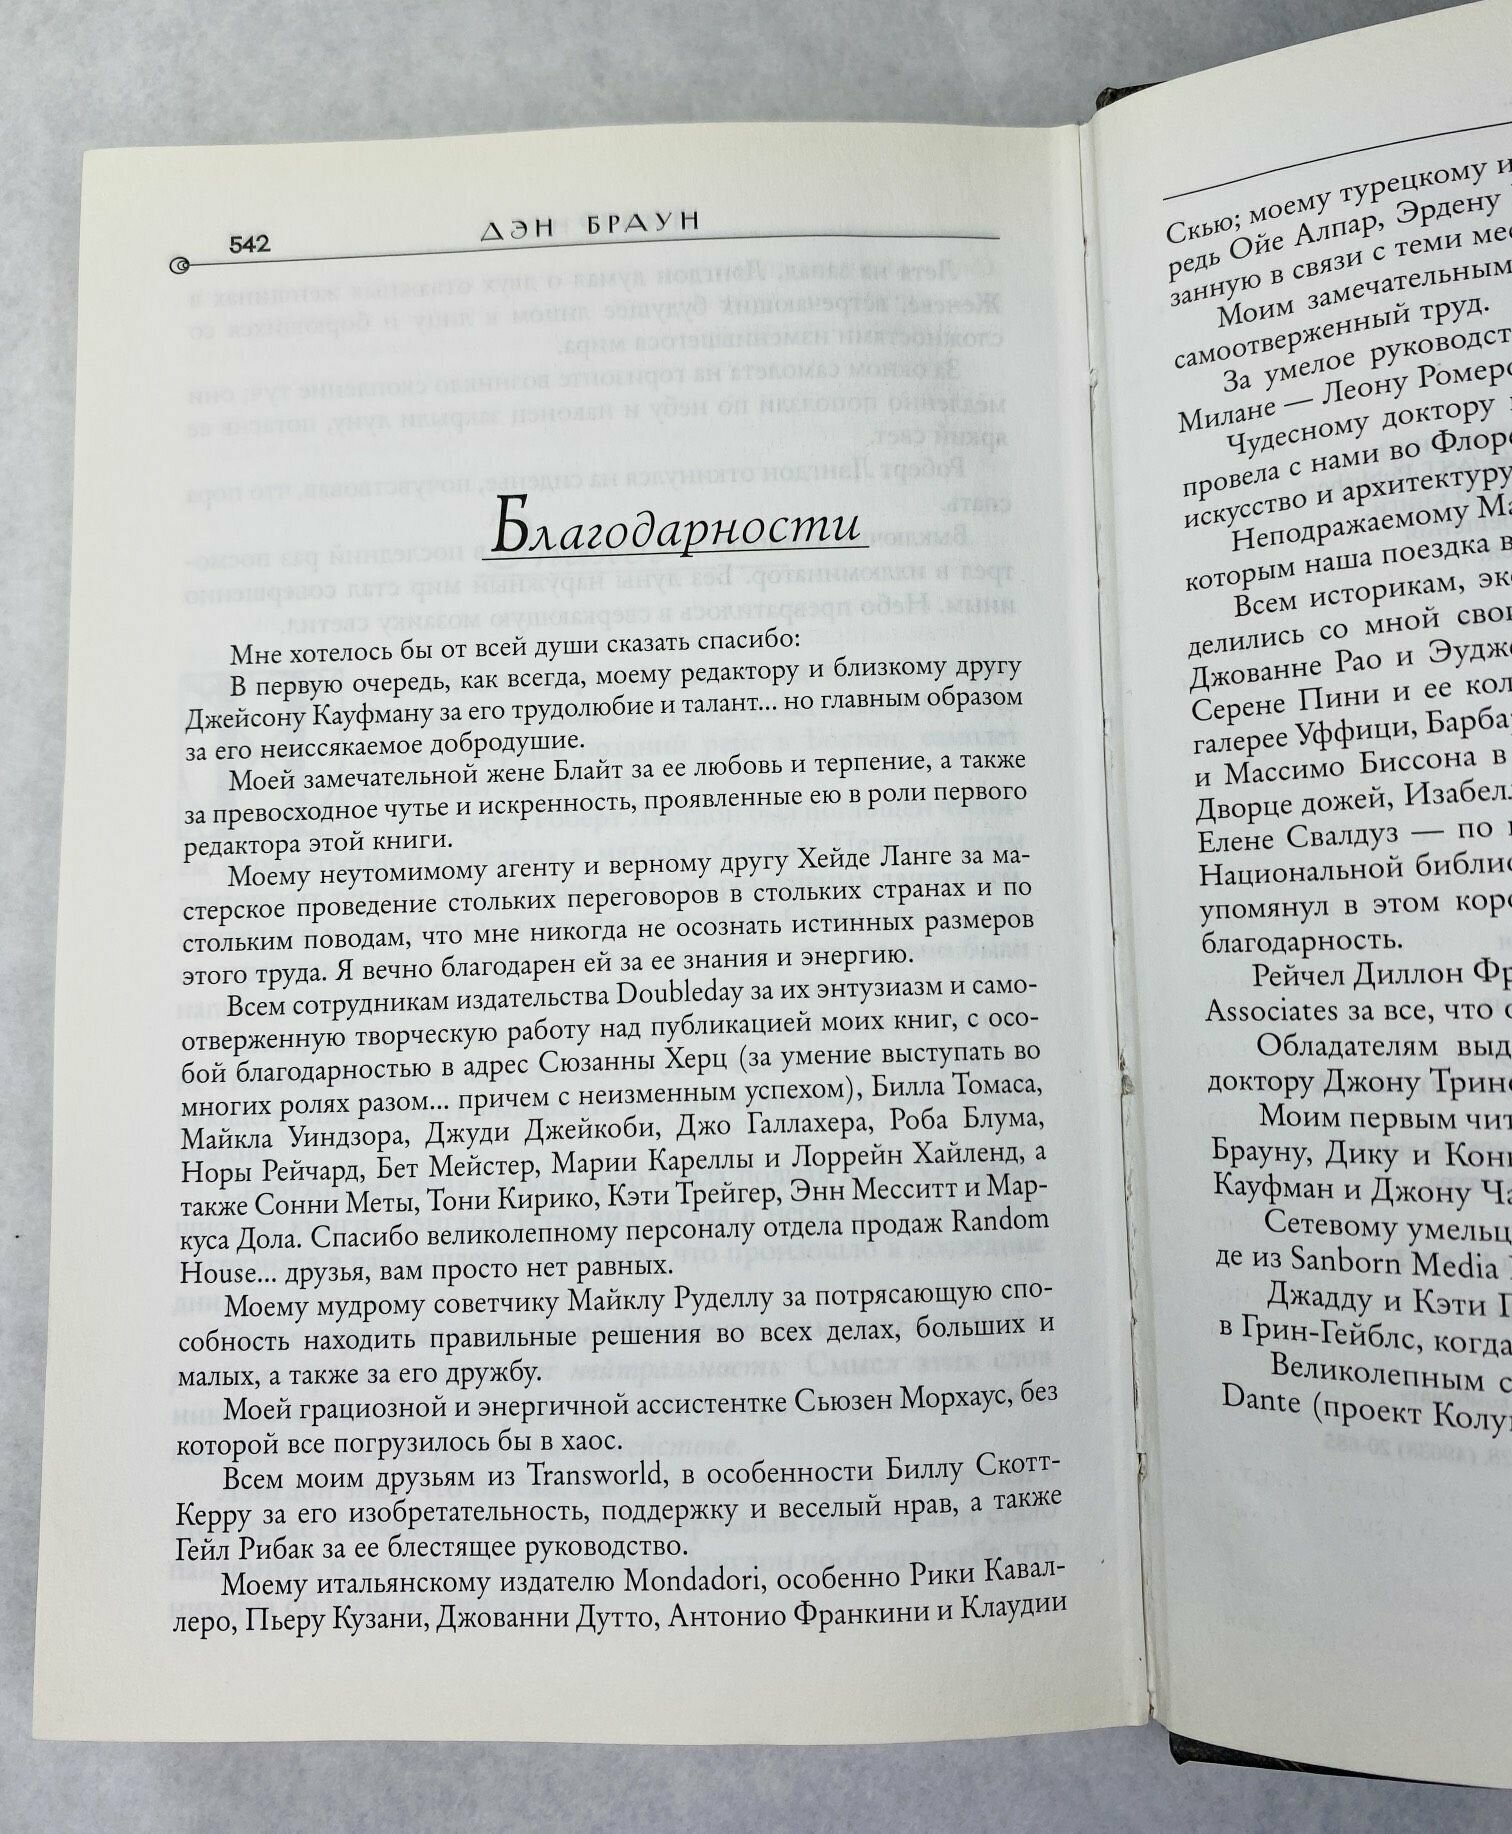 542
ДЭН БРАУН
Благодарности
Мне хотелось бы от всей души сказать спасибо:
В первую очередь, как всегда, моему редактору и близкому другу
Джейсону Кауфману за его трудолюбие и талант... но главным образом
за его неиссякаемое добродушие.
Моей замечательной жене Блайт за ее любовь и терпение, а также
за превосходное чутье и искренность, проявленные ею в роли первого
редактора этой книги.
Моему неутомимому агенту и верному другу Хейде Ланге за ма-
стерское проведение стольких переговоров в стольких странах и по
стольким поводам, что мне никогда не осознать истинных размеров
этого труда. Я вечно благодарен ей за ее знания и энергию.
Всем сотрудникам издательства Doubleday за их энтузиазм и само-
отверженную творческую работу над публикацией моих книг, с осо-
бой благодарностью в адрес Сюзанны Херц (за умение выступать во
многих ролях разом... причем с неизменным успехом), Билла Томаса,
Майкла Уиндзора, Джуди Джейкоби, Джо Галлахера, Роба Блума,
Норы Рейчард, Бет Мейстер, Марии Кареллы и Лоррейн Хайленд, а
также Сонни Меты, Тони Кирико, Кэти Трейгер, Энн Месситт и Мар-
куса Дола. Спасибо великолепному персоналу отдела продаж Random
House... друзья, вам просто нет равных.
Моему мудрому советчику Майклу Руделлу за потрясающую спо-
собность находить правильные решения во всех делах, больших и
малых, а также за его дружбу.
Моей грациозной и энергичной ассистентке Сьюзен Морхаус, без
которой все погрузилось бы в хаос.
Всем моим друзьям из Transworld, в особенности Биллу Скотт-
Керру за его изобретательность, поддержку и веселый нрав, а также
Гейл Рибак за ее блестящее руководство.
Моему итальянскому издателю Mondadori, особенно Рики Кавал-
леро, Пьеру Кузани, Джованни Дутто, Антонио Франкини и Клаудии
Скью; моему турецкому и
редь Ойе Алпар, Эрдену
занную в связи с теми
Моим замечательным
самоотверженный труд.
За умелое
Милане — Леону
Чудесному доктору
провела с нами во
искусство и архитектуру
Неподражаемому
которым наша поездка в
Всем историкам,
делились со мной
Джованне Рао и
Серене Пини и ее
галерее Уффици,
и Массимо Биссона в
Дворце дожей,
Елене Свалдуз — по
Национальной
упомянул в этом
благодарность.
Рейчел Диллон
Associates за все, что
Обладателям
доктору Джону
Моим первым
Брауну, Дику и
Кауфман и Джону
Сетевому
де из Sanborn Media
Джадду и Кэти
в Грин-Гейблс, когда
Великолепным
Dante (проект